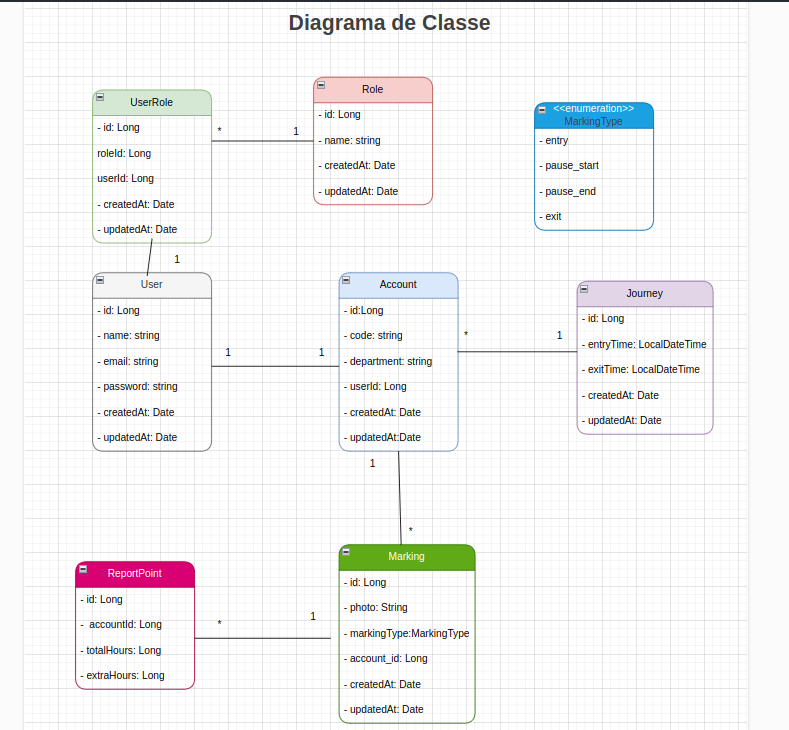 Diagrama de Classe
UserRole
- id: Long
roleId: Long
userId: Long
- createdAt: Date
- updatedAt: Date
*
1
Role
- id: Long
- name: string
- createdAt: Date
- updatedAt: Date
<<enumeration>>
MarkingType
- entry
- pause_start
- pause_end
- exit
1
User
- id: Long
- name: string
- email: string
- password: string
- createdAt: Date
- updatedAt: Date
1
1
Account
- id:Long
- code: string
- department: string
- userId: Long
- createdAt: Date
- updatedAt:Date
*
1
Journey
- id: Long
- entryTime: LocalDateTime
- exitTime: LocalDateTime
- createdAt: Date
- updatedAt: Date
1
*
ReportPoint
- id: Long
- accountId: Long
- totalHours: Long
- extraHours: Long
*
1
Marking
- id: Long
- photo: String
- markingType:MarkingType
- account_id: Long
- createdAt: Date
- updatedAt: Date